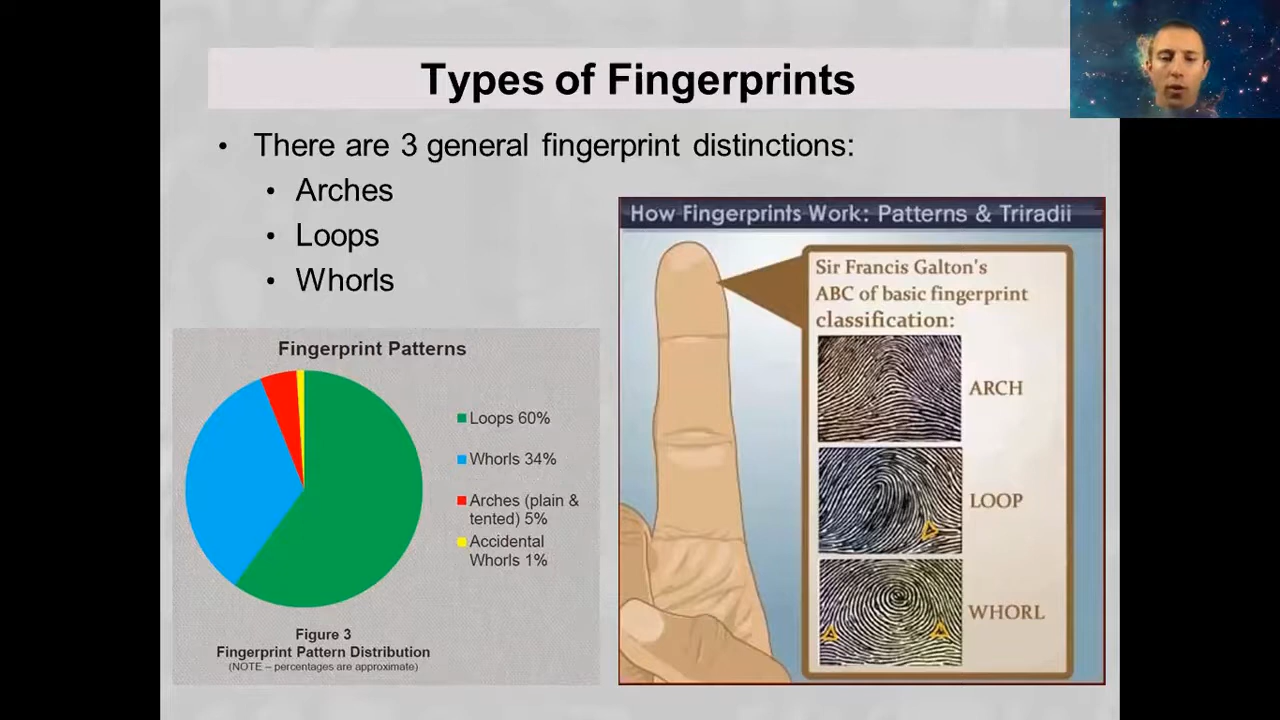 Types of Fingerprints
• There are 3 general fingerprint distinctions:
• Arches
• Loops
• Whorls
Fingerprint Patterns
Loops 60%
Whorls 34%
Arches (plain &
tented) 5%
Accidental
Whorls 1%
Figure 3
Fingerprint Pattern Distribution
(NOTE – percentages are approximate)
How Fingerprints Work: Patterns & Triradii
Sir Francis Galton's
ABC of basic fingerprint
classification:
ARCH
LOOP
WHORL